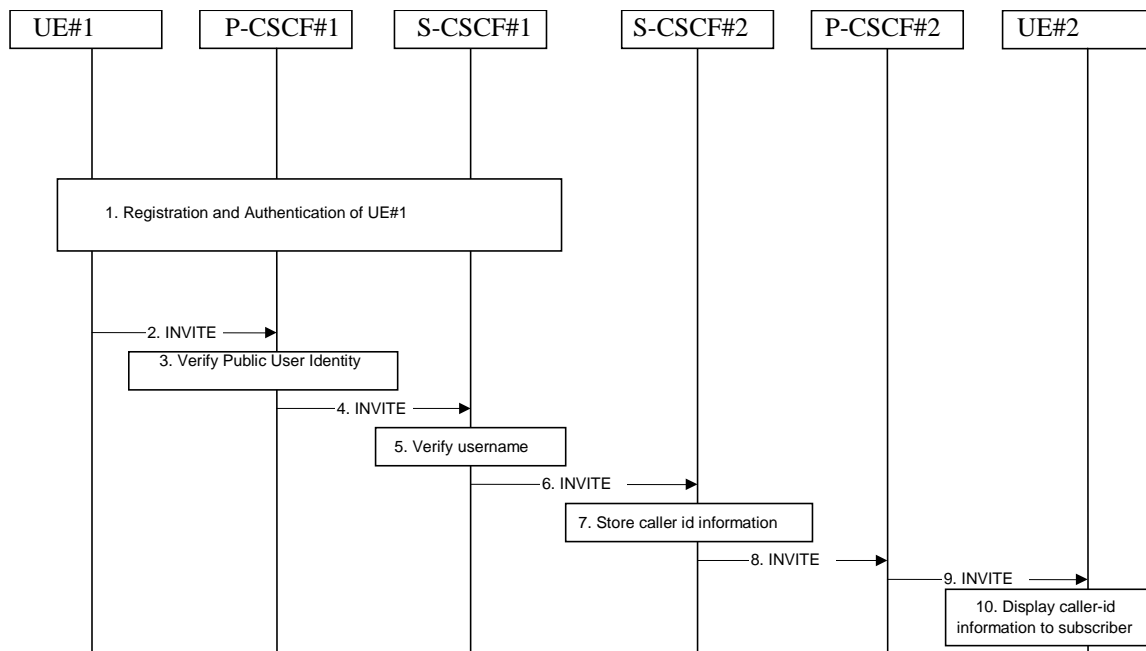 UE#1
P-CSCF#1
S-CSCF#1
S-CSCF#2
P-CSCF#2
UE#2
1. Registration and Authentication of UE#1
2. INVITE
3. Verify Public User Identity
4. INVITE
5. Verify username
6. INVITE
7. Store caller id information
8. INVITE
9. INVITE
10. Display caller-id
information to subscriber